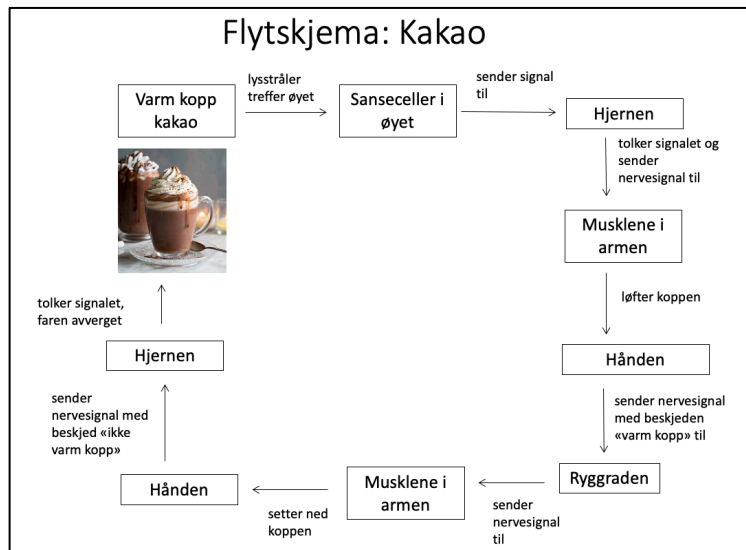 Flytskjema: Kakao
Varm kopp
kakao
lysstråler
treffer øyet
Sanseceller i
øyet
sender signal
til
Hjernen
tolker signalet og
sender
nervesignal til
Musklene i
armen
løfter koppen
Hånden
sender nervesignal
med beskjeden
«varm kopp» til
Ryggraden
sender
nervesignal
til
Musklene i
armen
setter ned
koppen
Hånden
sender
nervesignal med
beskjed «ikke
varm kopp»
Hjernen
tolker signalet,
faren avverget